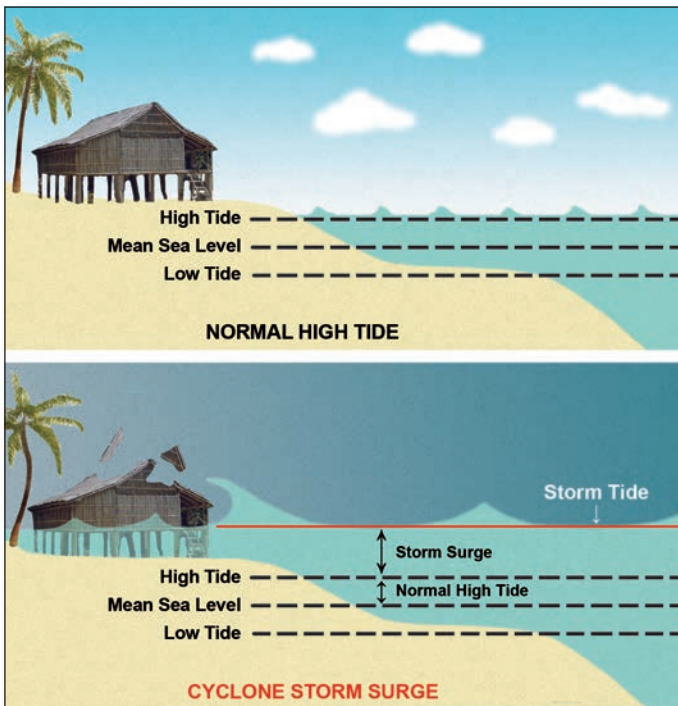 High Tide
Mean Sea Level
Low Tide
NORMAL HIGH TIDE
Storm Tide
Storm Surge
High Tide
Normal High Tide
Mean Sea Level
Low Tide
CYCLONE STORM SURGE